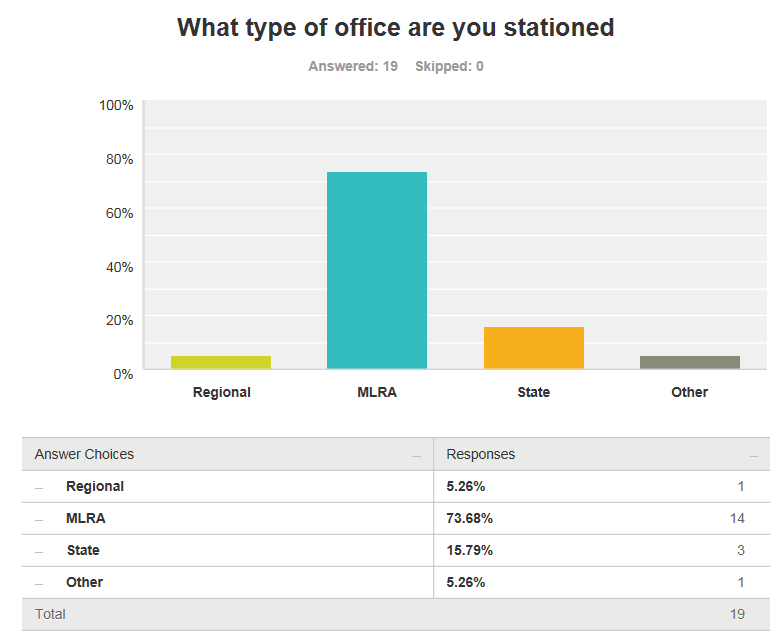 What type of office are you stationed
Answered: 19 Skipped: 0
100%
80%
60%
40%
20%
0%
Regional MLRA State Other
Answer Choices Responses
Regional 5.26% 1
MLRA 73.68% 14
State 15.79% 3
Other 5.26% 1
Total 19